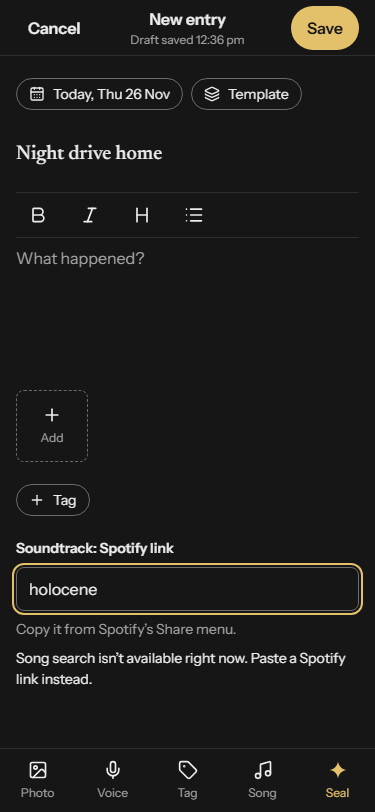 Cancel
New entry
Draft saved 12:36 pm
Save
Today, Thu 26 Nov
Template
Night drive home
B I H
What happened?
Add
Tag
Soundtrack: Spotify link
holocene
Copy it from Spotify's Share menu.
Song search isn't available right now. Paste a Spotify
link instead.
Photo
Voice
Tag
Song
Seal